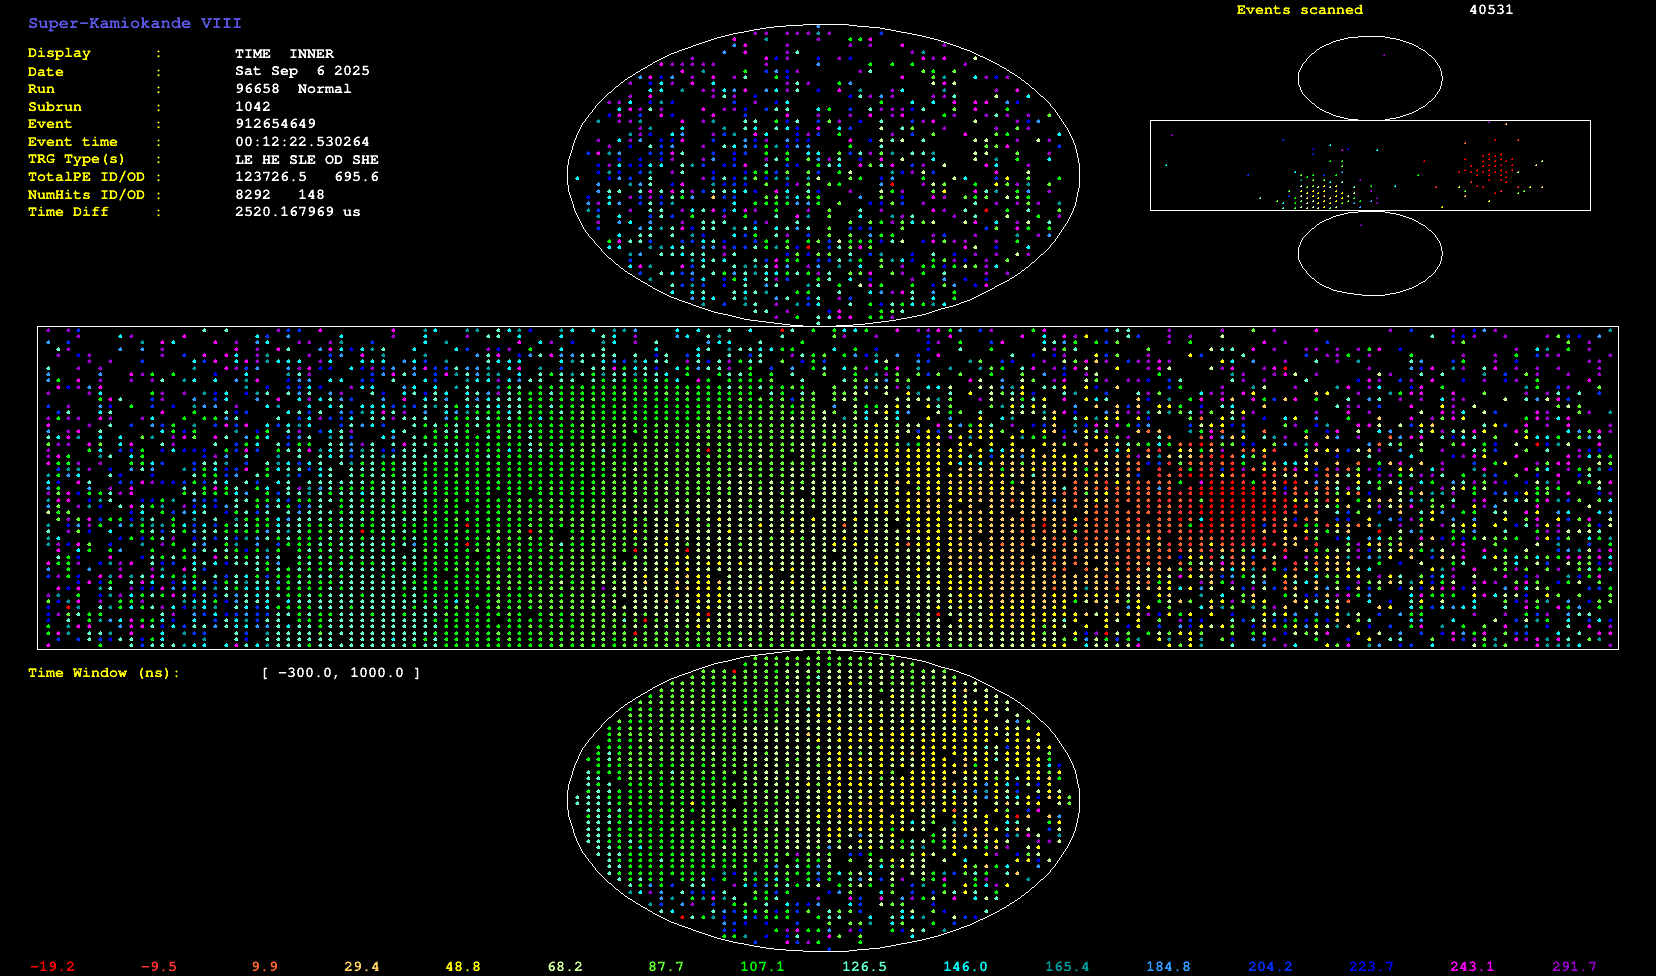 Super-Kamiokande VIII
Events scanned 40531
Display : TIME INNER
Date : Sat Sep 6 2025
Run : 96658 Normal
Subrun : 1042
Event : 912654649
Event time : 00:12:22.530264
TRG Type(s) : LE HE SLE OD SHE
TotalPE ID/OD : 123726.5 695.6
NumHits ID/OD : 8292 148
Time Diff : 2520.167969 us
Time Window (ns): [ -300.0, 1000.0 ]
-19.2 -9.5 9.9 29.4 48.8 68.2 87.7 107.1 126.5 146.0 165.4 184.8 204.2 223.7 243.1 291.7